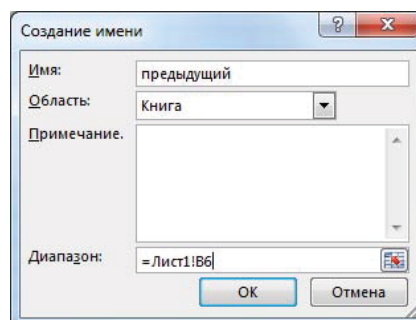 Создание имени
Имя: предыдущий
Область: Книга
Примечание.
Диапазон: =Лист1!B6
ОК Отмена